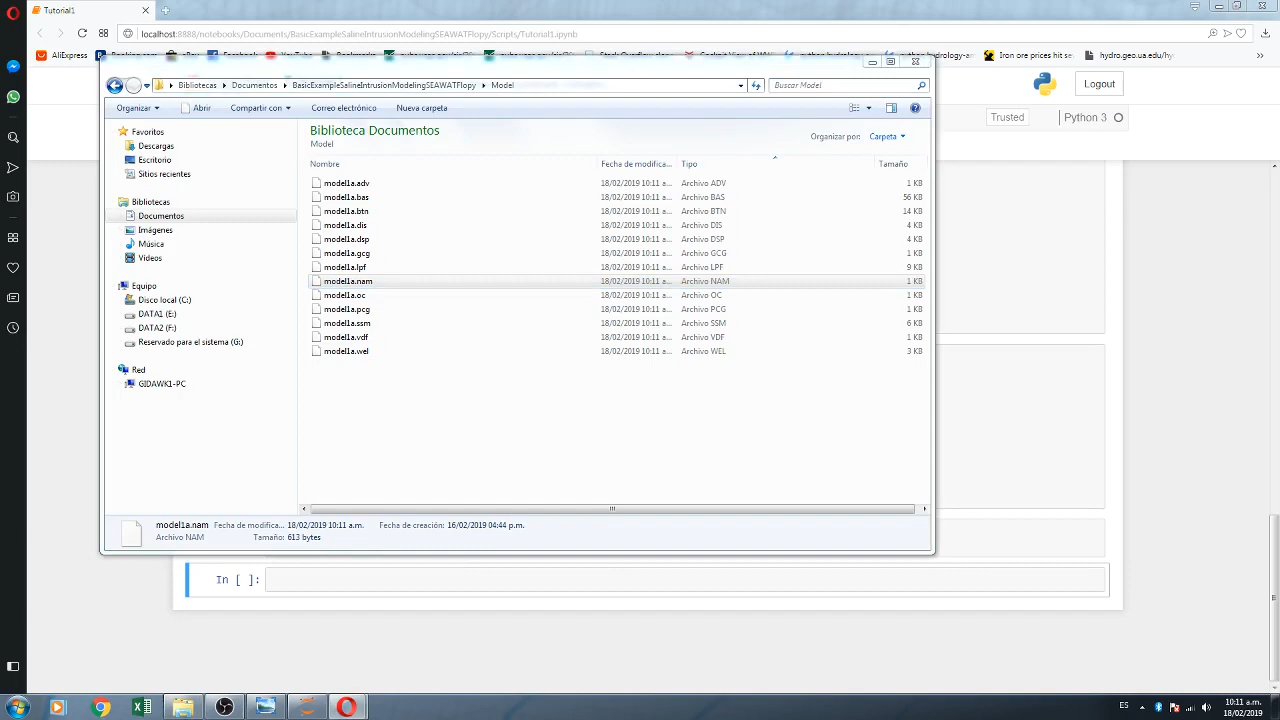 Tutorial1
localhost:8888/notebooks/Documents/BasicExampleSalineIntrusionModelingSEAWATFlopy/Scripts/Tutorial1.ipynb
AliExpress
Iron ore prices hit se
hydro.geo.ua.edu/hy
Logout
Trusted
Python 3
Bibliotecas
Documentos
BasicExampleSalineIntrusionModelingSEAWATFlopy
Model
Buscar Model
Organizar
Abrir
Compartir con
Correo electrónico
Nueva carpeta
Favoritos
Descargas
Escritorio
Sitios recientes
Bibliotecas
Documentos
Imágenes
Música
Vídeos
Equipo
Disco local (C:)
DATA1 (E:)
DATA2 (F:)
Reservado para el sistema (G:)
Red
GIDAWK1-PC
Biblioteca Documentos
Model
Organizar por: Carpeta
Nombre Fecha de modifica... Tipo Tamaño
model1a.adv 18/02/2019 10:11 a... Archivo ADV 1 KB
model1a.bas 18/02/2019 10:11 a... Archivo BAS 56 KB
model1a.btn 18/02/2019 10:11 a... Archivo BTN 14 KB
model1a.dis 18/02/2019 10:11 a... Archivo DIS 4 KB
model1a.dsp 18/02/2019 10:11 a... Archivo DSP 4 KB
model1a.gcg 18/02/2019 10:11 a... Archivo GCG 1 KB
model1a.lpf 18/02/2019 10:11 a... Archivo LPF 9 KB
model1a.nam 18/02/2019 10:11 a... Archivo NAM 1 KB
model1a.oc 18/02/2019 10:11 a... Archivo OC 1 KB
model1a.pcg 18/02/2019 10:11 a... Archivo PCG 1 KB
model1a.ssm 18/02/2019 10:11 a... Archivo SSM 6 KB
model1a.vdf 18/02/2019 10:11 a... Archivo VDF 1 KB
model1a.wel 18/02/2019 10:11 a... Archivo WEL 3 KB
model1a.nam Fecha de modifica... 18/02/2019 10:11 a.m. Fecha de creación: 16/02/2019 04:44 p.m.
Archivo NAM Tamaño: 613 bytes
In [ ]:
ES
10:11 a.m.
18/02/2019